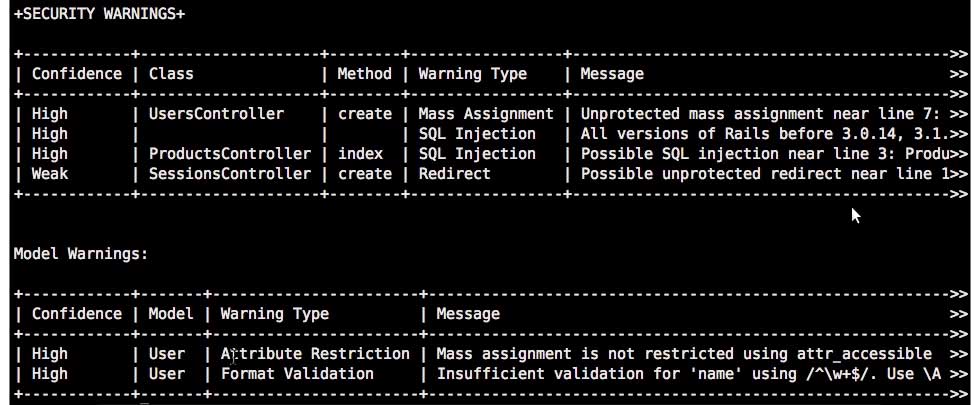 +SECURITY WARNINGS+
+------------+--------------------+--------+-----------------+------------------------------------------>>
| Confidence | Class              | Method | Warning Type    | Message                                  >>
+------------+--------------------+--------+-----------------+------------------------------------------>>
| High       | UsersController    | create | Mass Assignment | Unprotected mass assignment near line 7: >>
| High       |                    |        | SQL Injection   | All versions of Rails before 3.0.14, 3.1.>>
| High       | ProductsController | index  | SQL Injection   | Possible SQL injection near line 3: Produ>>
| Weak       | SessionsController | create | Redirect        | Possible unprotected redirect near line 1>>
+------------+--------------------+--------+-----------------+------------------------------------------>>
Model Warnings:
+------------+-------+-----------------------+---------------------------------------------------------->>
| Confidence | Model | Warning Type          | Message                                                  >>
+------------+-------+-----------------------+---------------------------------------------------------->>
| High       | User  | Attribute Restriction | Mass assignment is not restricted using attr_accessible  >>
| High       | User  | Format Validation     | Insufficient validation for 'name' using /^\w+$/. Use \A >>
+------------+-------+-----------------------+---------------------------------------------------------->>